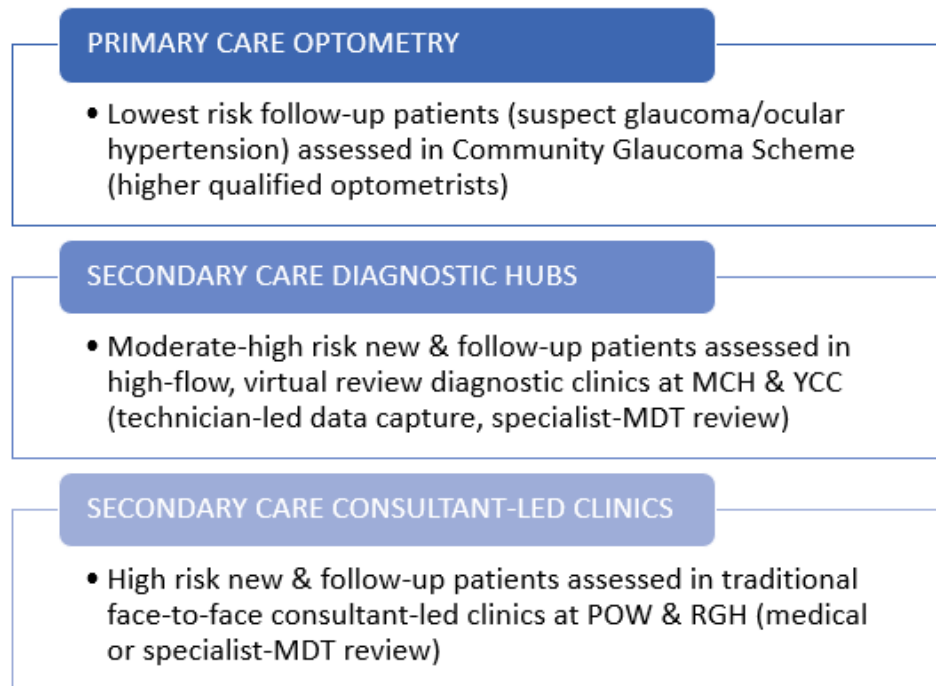 PRIMARY CARE OPTOMETRY
• Lowest risk follow-up patients (suspect glaucoma/ocular
hypertension) assessed in Community Glaucoma Scheme
(higher qualified optometrists)
SECONDARY CARE DIAGNOSTIC HUBS
• Moderate-high risk new & follow-up patients assessed in
high-flow, virtual review diagnostic clinics at MCH & YCC
(technician-led data capture, specialist-MDT review)
SECONDARY CARE CONSULTANT-LED CLINICS
• High risk new & follow-up patients assessed in traditional
face-to-face consultant-led clinics at POW & RGH (medical
or specialist-MDT review)